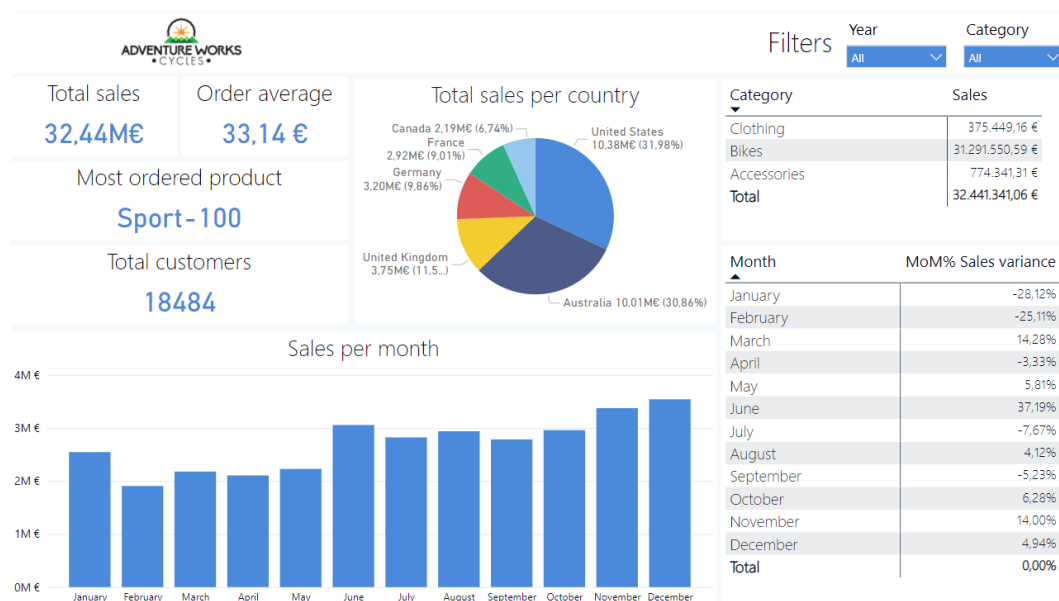 ADVENTURE WORKS
•CYCLES•
Filters
Year
All
Category
All
Total sales
32,44M€
Order average
33,14 €
Most ordered product
Sport-100
Total customers
18484
Total sales per country
Canada 2,19M€ (6,74%)
France
2,92M€ (9,01%)
Germany
3,20M€ (9,86%)
United Kingdom
3,75M€ (11,5...)
United States
10,38M€ (31,98%)
Australia 10,01M€ (30,86%)
Category Sales
Clothing 375.449,16 €
Bikes 31.291.550,59 €
Accessories 774.341,31 €
Total 32.441.341,06 €
Month MoM% Sales variance
January -28,12%
February -25,11%
March 14,28%
April -3,33%
May 5,81%
June 37,19%
July -7,67%
August 4,12%
September -5,23%
October 6,28%
November 14,00%
December 4,94%
Total 0,00%
Sales per month
4M €
3M €
2M €
1M €
0M €
January February March April May June July August September October November December